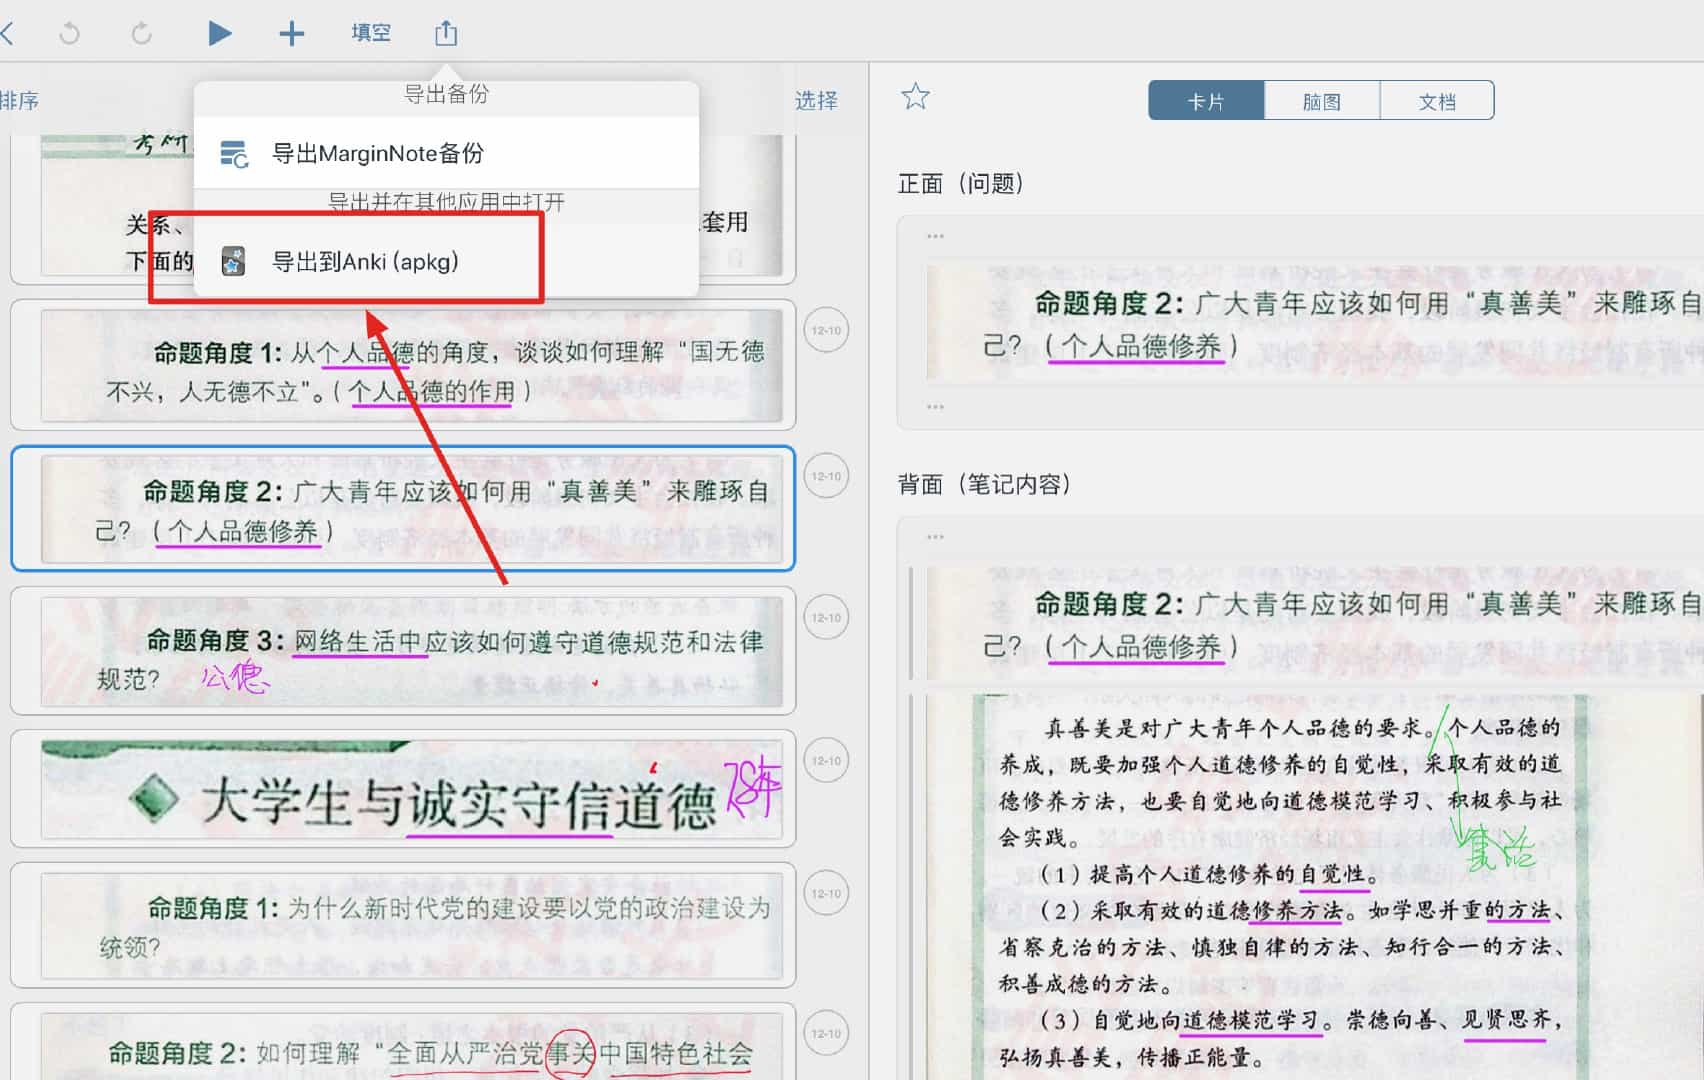 填空
排序
选择
导出备份
导出MarginNote备份
导出并在其他应用中打开
导出到Anki (apkg)
考研
关系、
套用
下面的
命题角度1：从个人品德的角度，谈谈如何理解“国无德
不兴，人无德不立”。（个人品德的作用）
12-10
命题角度2：广大青年应该如何用“真善美”来雕琢自
己？（个人品德修养）
12-10
命题角度3：网络生活中应该如何遵守道德规范和法律
规范？ 公德
12-10
大学生与诚实守信道德
12-10
命题角度1：为什么新时代党的建设要以党的政治建设为
统领？
12-10
命题角度2：如何理解“全面从严治党事关中国特色社会
12-10
卡片
脑图
文档
正面（问题）
...
命题角度2：广大青年应该如何用“真善美”来雕琢自
己？（个人品德修养）
...
背面（笔记内容）
...
命题角度2：广大青年应该如何用“真善美”来雕琢自
己？（个人品德修养）
真善美是对广大青年个人品德的要求。个人品德的
养成，既要加强个人道德修养的自觉性，采取有效的道
德修养方法，也要自觉地向道德模范学习、积极参与社
会实践。
（1）提高个人道德修养的自觉性。
（2）采取有效的道德修养方法。如学思并重的方法、
省察克治的方法、慎独自律的方法、知行合一的方法、
积善成德的方法。
（3）自觉地向道德模范学习。崇德向善、见贤思齐，
弘扬真善美，传播正能量。